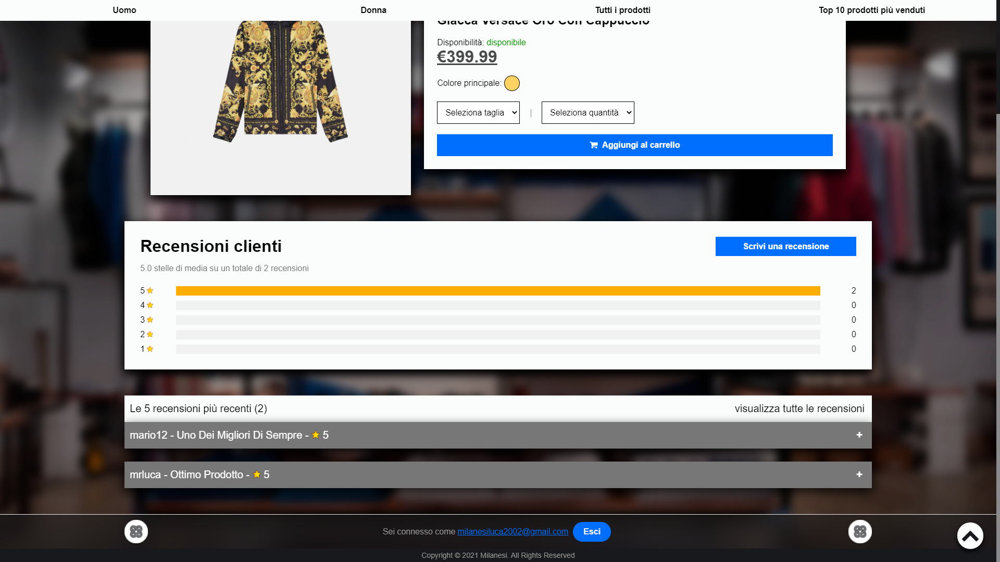 Uomo
Donna
Tutti i prodotti
Top 10 prodotti più venduti
Giacca Versace Oro Con Cappuccio
Disponibilità: disponibile
€399.99
Colore principale:
Seleziona taglia
|
Seleziona quantità
Aggiungi al carrello
Recensioni clienti
Scrivi una recensione
5.0 stelle di media su un totale di 2 recensioni
5 2
4 0
3 0
2 0
1 0
Le 5 recensioni più recenti (2)
visualizza tutte le recensioni
mario12 - Uno Dei Migliori Di Sempre - ⭐ 5 +
mrluca - Ottimo Prodotto - ⭐ 5 +
Sei connesso come milanesiluca2002@gmail.com
Esci
Copyright © 2021 Milanesi. All Rights Reserved